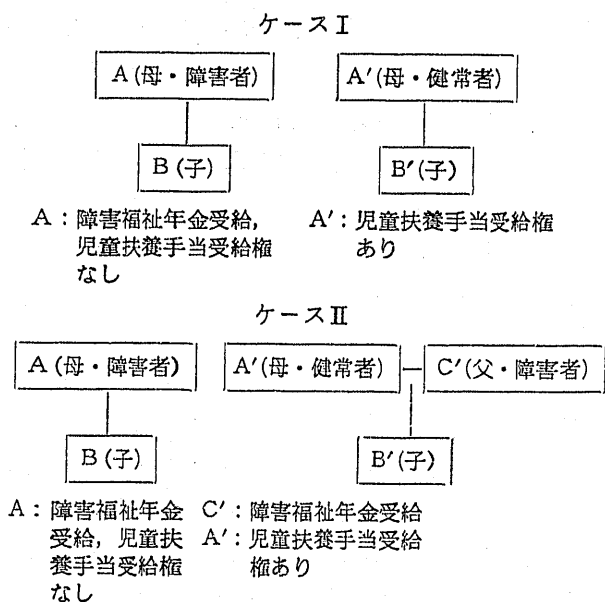 ケースⅠ
A(母・障害者)
A′(母・健常者)
B(子)
B′(子)
A:障害福祉年金受給,
児童扶養手当受給権
なし
A′:児童扶養手当受給権
あり
ケースⅡ
A(母・障害者)
A′(母・健常者)
C′(父・障害者)
B(子)
B′(子)
A:障害福祉年金
受給,児童扶
養手当受給権
なし
C′:障害福祉年金受給
A′:児童扶養手当受給
権あり